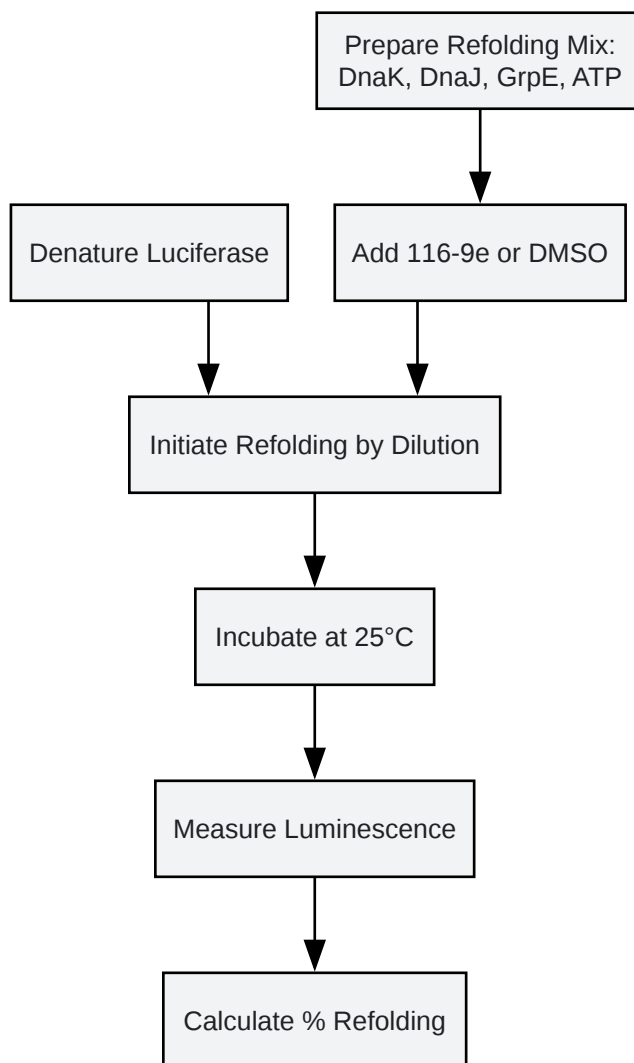 Prepare Refolding Mix:
DnaK, DnaJ, GrpE, ATP
Denature Luciferase
Add 116-9e or DMSO
Initiate Refolding by Dilution
Incubate at 25°C
Measure Luminescence
Calculate % Refolding